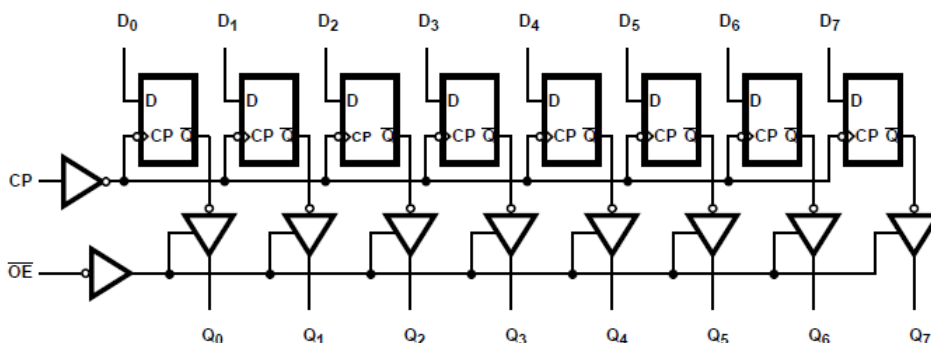 D₀ D₁ D₂ D₃ D₄ D₅ D₆ D₇
D D D D D D D D
CP Q̅ CP Q̅ CP Q̅ CP Q̅ CP Q̅ CP Q̅ CP Q̅ CP Q̅
CP
O̅E̅
Q₀ Q₁ Q₂ Q₃ Q₄ Q₅ Q₆ Q₇